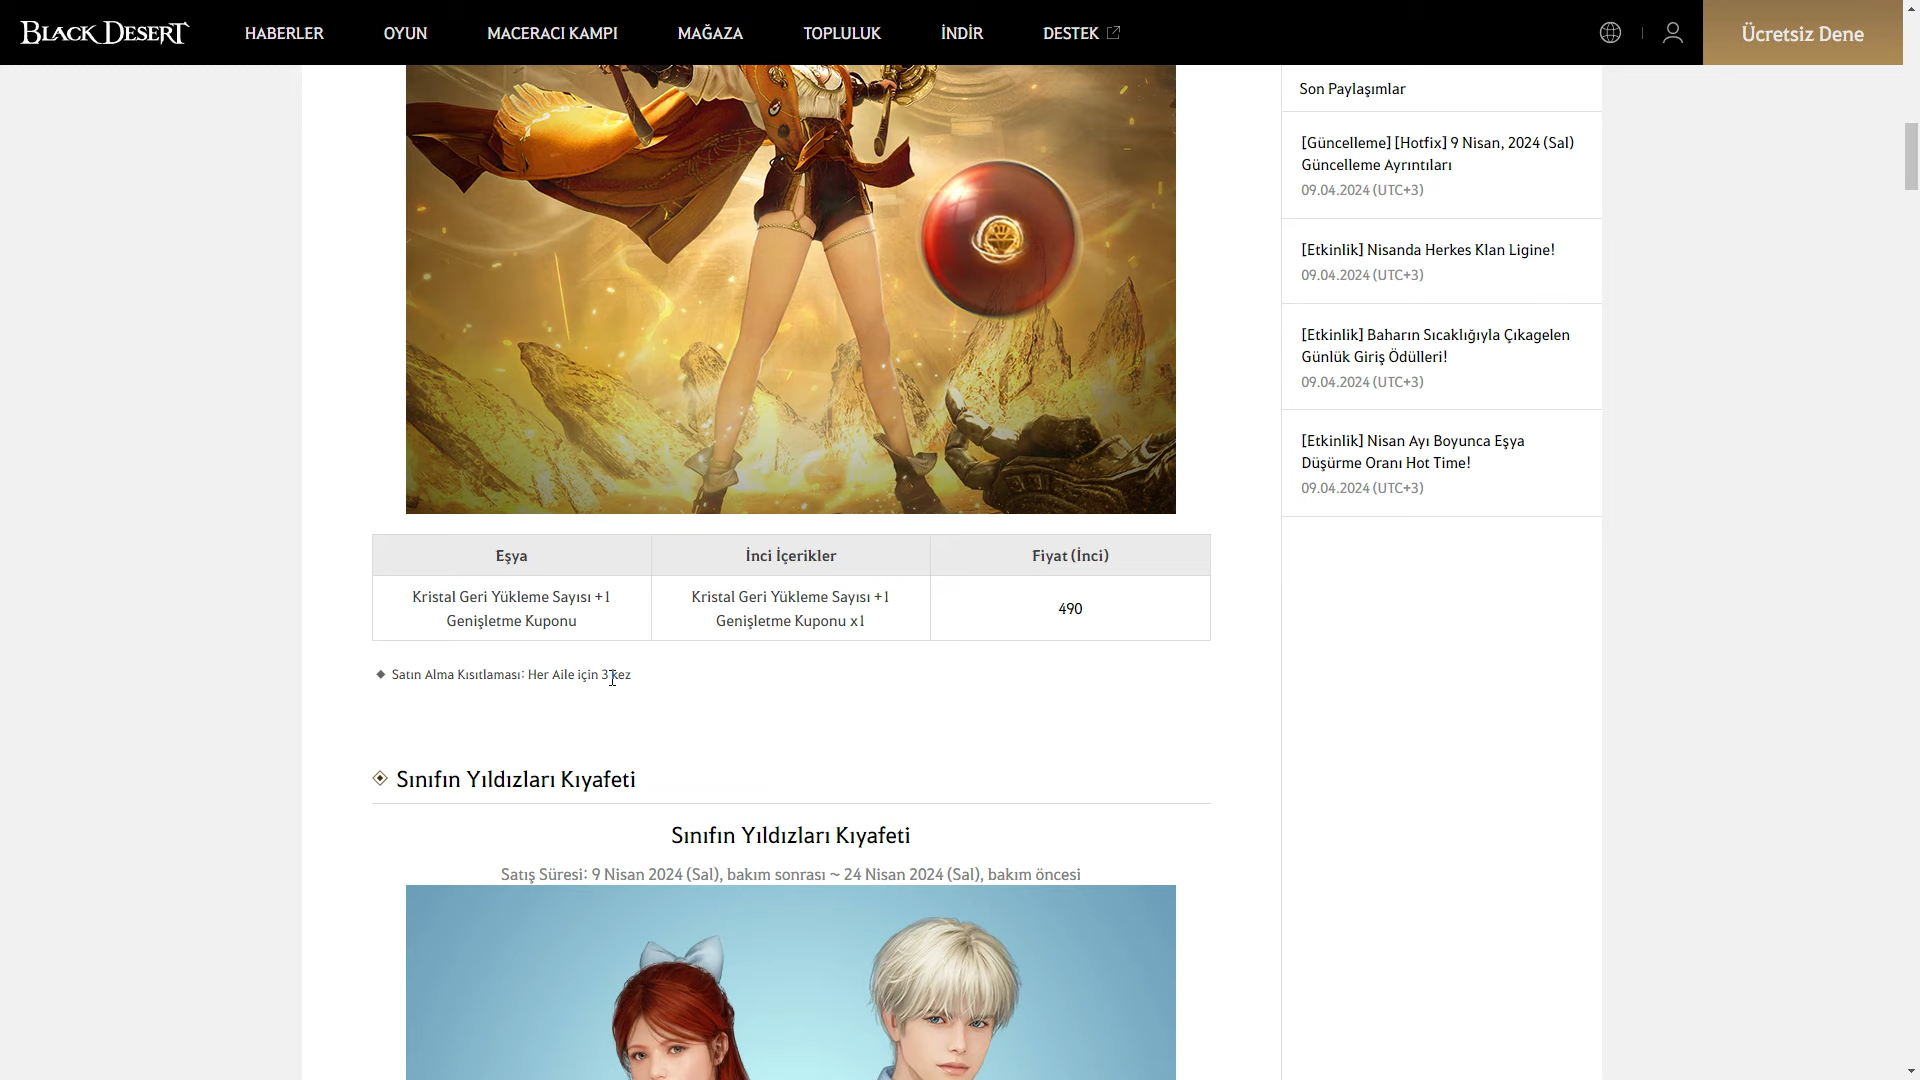 BLACK DESERT
HABERLER
OYUN
MACERACI KAMPI
MAĞAZA
TOPLULUK
İNDİR
DESTEK
Ücretsiz Dene
Eşya
İnci İçerikler
Fiyat (İnci)
Kristal Geri Yükleme Sayısı +1
Genişletme Kuponu
Kristal Geri Yükleme Sayısı +1
Genişletme Kuponu x1
490
Satın Alma Kısıtlaması: Her Aile için 3 kez
Sınıfın Yıldızları Kıyafeti
Sınıfın Yıldızları Kıyafeti
Satış Süresi: 9 Nisan 2024 (Sal), bakım sonrası ~ 24 Nisan 2024 (Sal), bakım öncesi
Son Paylaşımlar
[Güncelleme] [Hotfix] 9 Nisan, 2024 (Sal)
Güncelleme Ayrıntıları
09.04.2024 (UTC+3)
[Etkinlik] Nisanda Herkes Klan Ligine!
09.04.2024 (UTC+3)
[Etkinlik] Baharın Sıcaklığıyla Çıkagelen
Günlük Giriş Ödülleri!
09.04.2024 (UTC+3)
[Etkinlik] Nisan Ayı Boyunca Eşya
Düşürme Oranı Hot Time!
09.04.2024 (UTC+3)